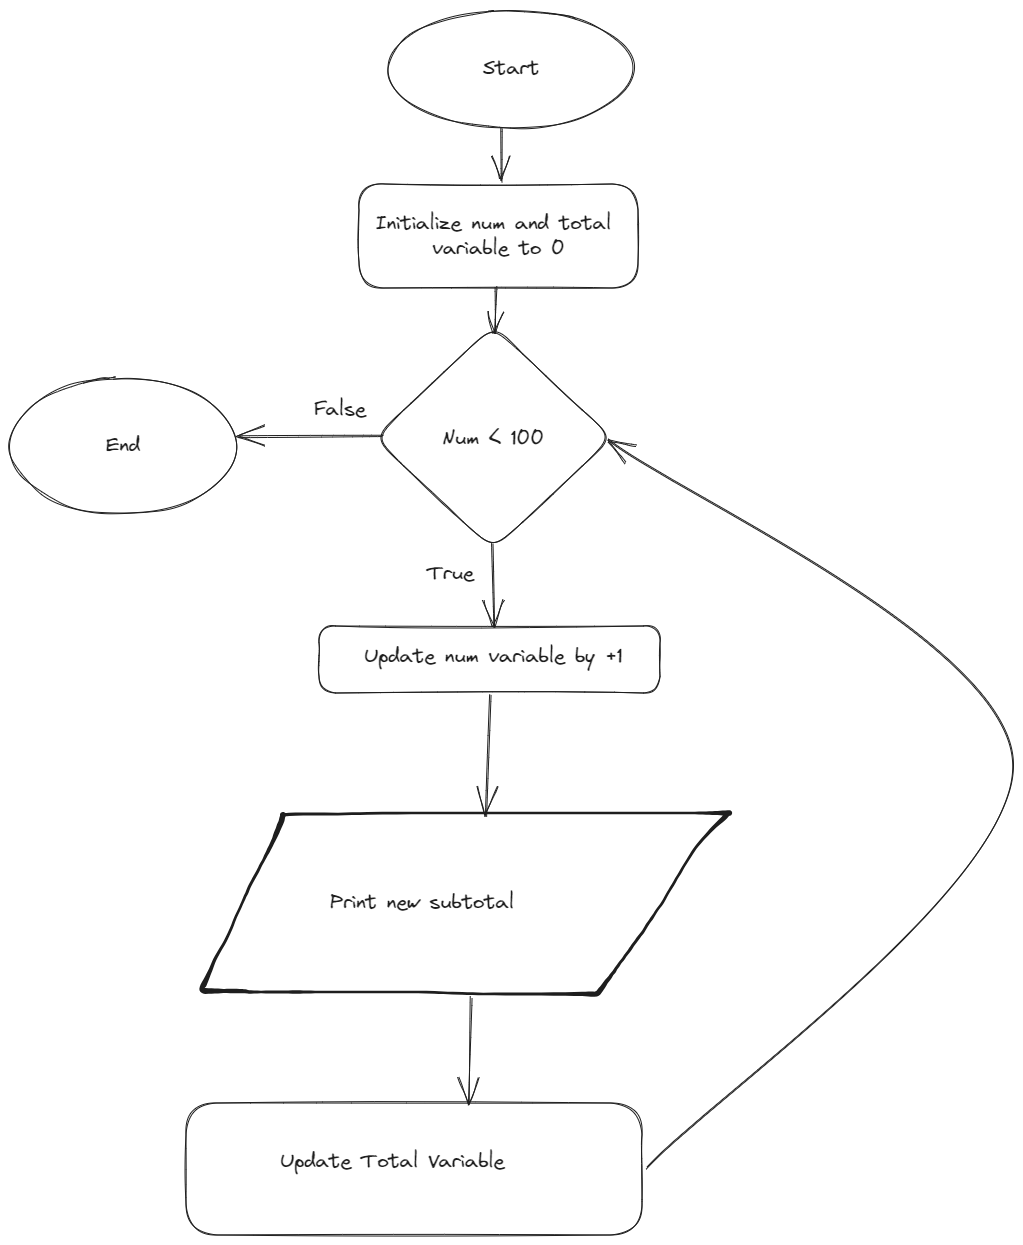 Start
Initialize num and total
variable to 0
Num < 100
False
End
True
Update num variable by +1
Print new subtotal
Update Total Variable